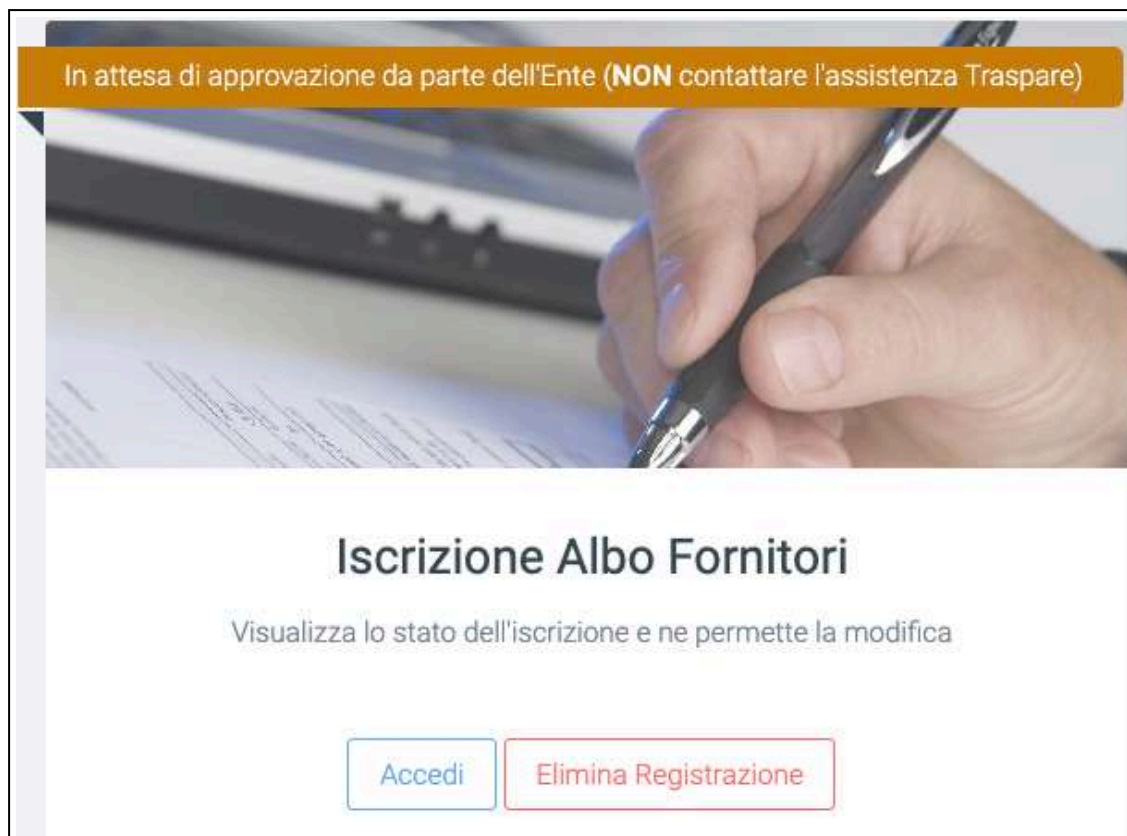 In attesa di approvazione da parte dell'Ente (NON contattare l'assistenza Traspare)
Iscrizione Albo Fornitori
Visualizza lo stato dell'iscrizione e ne permette la modifica
Accedi
Elimina Registrazione